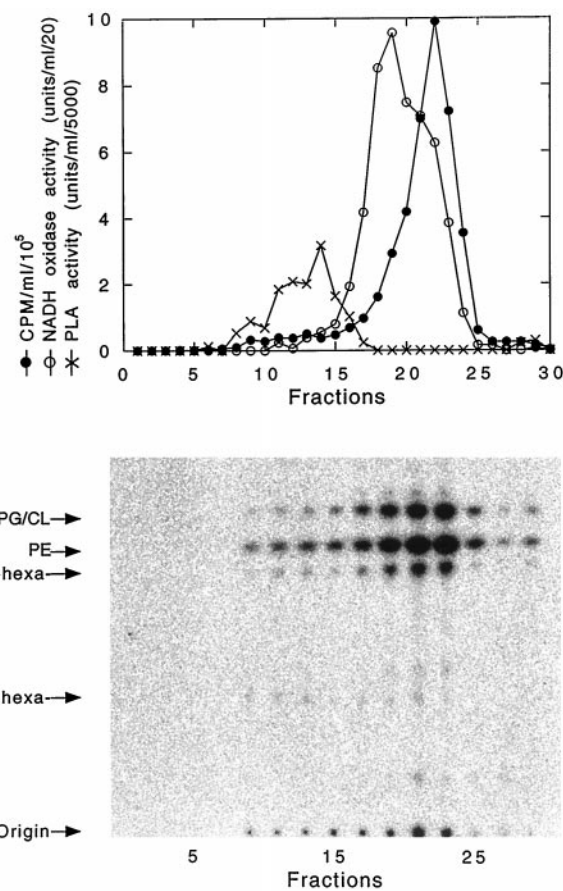 CPM/ml/10⁵
NADH oxidase activity (units/ml/20)
PLA activity (units/ml/5000)
10
8
6
4
2
0
0 5 10 15 20 25 30
Fractions
PG/CL
PE
-hexa
hexa-
Origin
5 15 25
Fractions